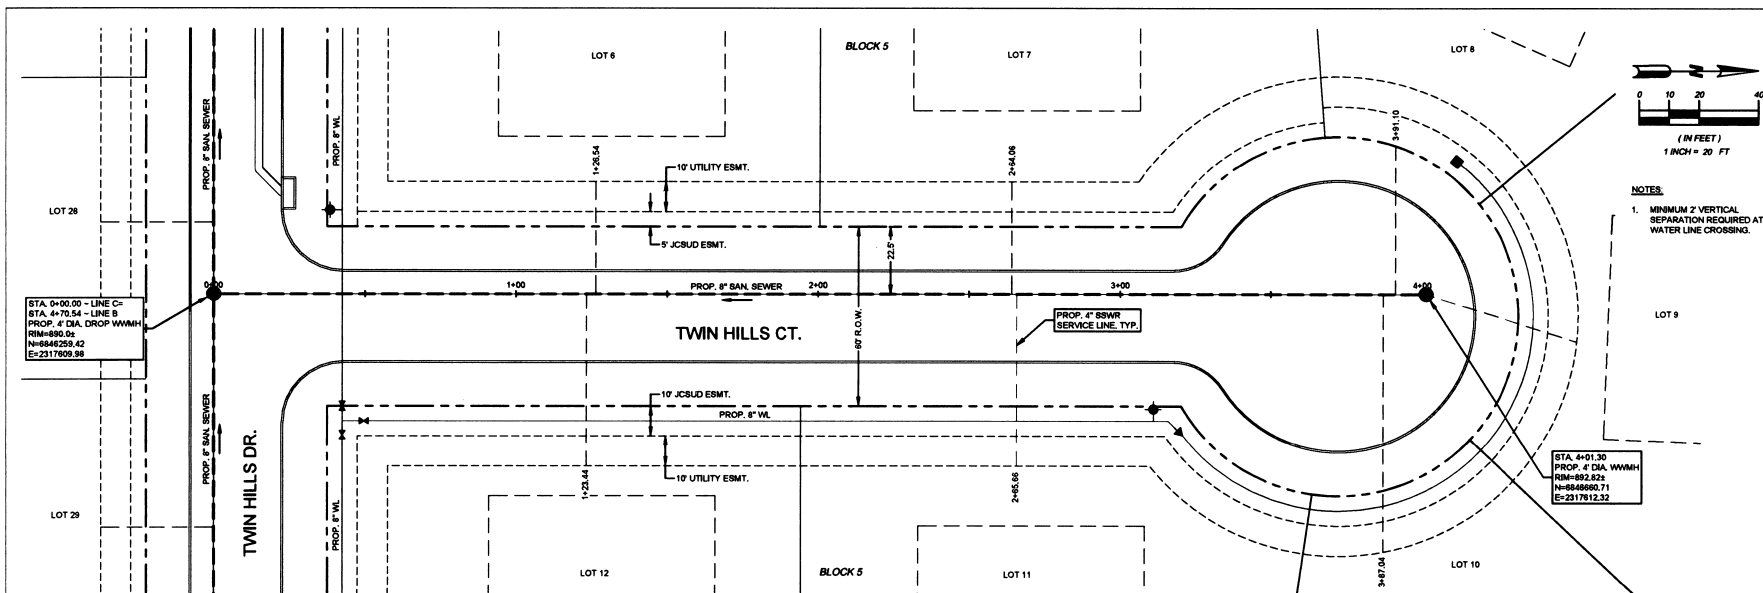 LOT 6
BLOCK 5
LOT 7
LOT 8
N
0 10 20 40
( IN FEET )
1 INCH = 20 FT
NOTES:
1. MINIMUM 2' VERTICAL
SEPARATION REQUIRED AT
WATER LINE CROSSING.
PROP. 8" SAN. SEWER
PROP. 8" WL
1+26.54
10' UTILITY ESMT.
2+64.06
3+91.10
LOT 28
5' JCSUD ESMT.
22.5'
0+00
1+00
PROP. 8" SAN. SEWER
2+00
3+00
4+00
STA. 0+00.00 ~ LINE C=
STA. 4+70.54 ~ LINE B
PROP. 4' DIA. DROP WWMH
RIM=890.0±
N=6846259.42
E=2317609.98
TWIN HILLS CT.
60' R.O.W.
PROP. 4" SSWR
SERVICE LINE, TYP.
LOT 9
PROP. 8" SAN. SEWER
TWIN HILLS DR.
10' JCSUD ESMT.
PROP. 8" WL
10' UTILITY ESMT.
1+23.44
2+65.66
STA. 4+01.30
PROP. 4' DIA. WWMH
RIM=892.82±
N=6846660.71
E=2317612.32
LOT 29
PROP. 8" WL
LOT 12
BLOCK 5
LOT 11
3+87.04
LOT 10